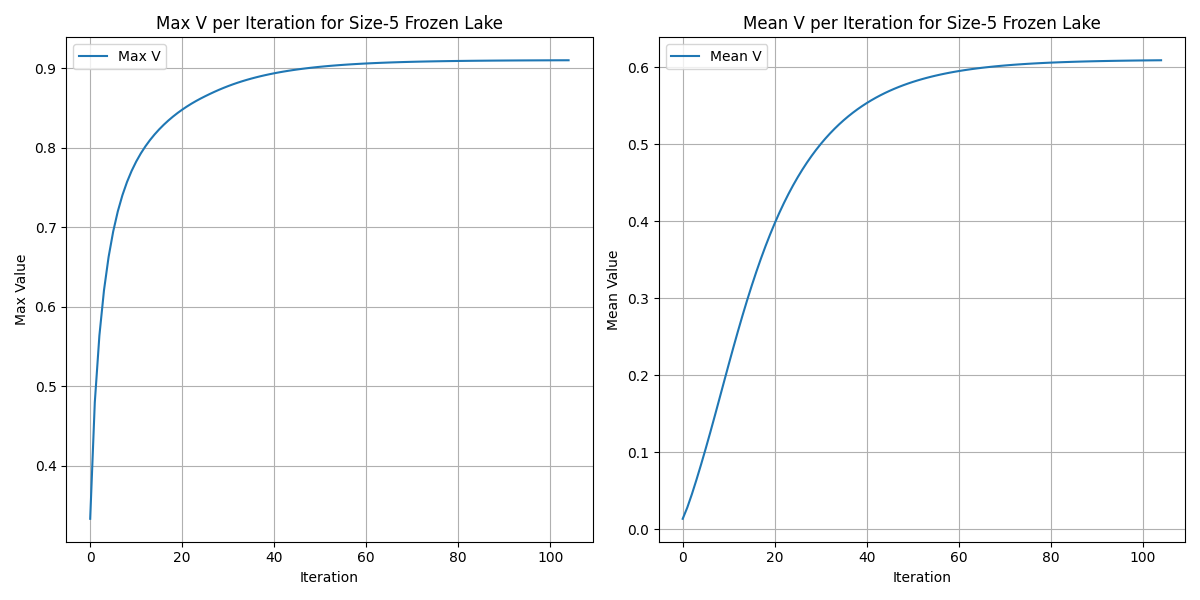 Max V per Iteration for Size-5 Frozen Lake
Max V
Max Value
0.9
0.8
0.7
0.6
0.5
0.4
0 20 40 60 80 100
Iteration
Mean V per Iteration for Size-5 Frozen Lake
Mean V
Mean Value
0.6
0.5
0.4
0.3
0.2
0.1
0.0
0 20 40 60 80 100
Iteration